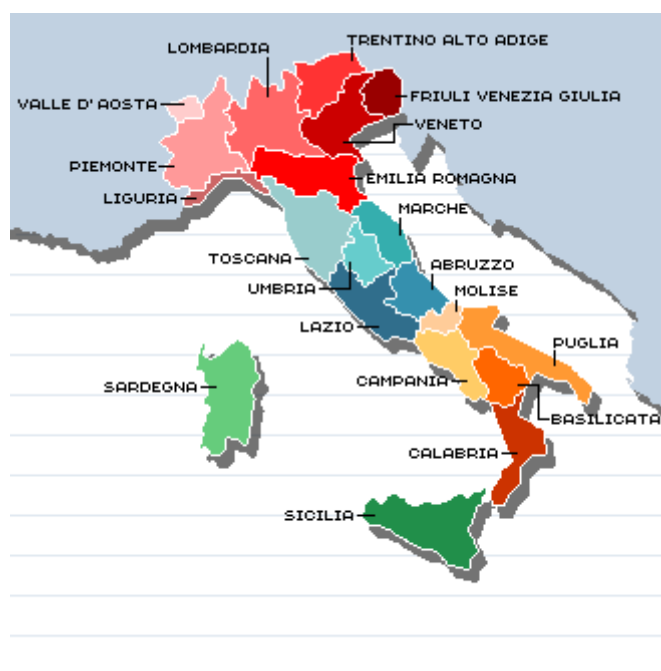 TRENTINO ALTO ADIGE
LOMBARDIA
FRIULI VENEZIA GIULIA
VALLE D'AOSTA
VENETO
PIEMONTE
EMILIA ROMAGNA
LIGURIA
MARCHE
TOSCANA
ABRUZZO
UMBRIA
MOLISE
LAZIO
PUGLIA
CAMPANIA
SARDEGNA
BASILICATA
CALABRIA
SICILIA